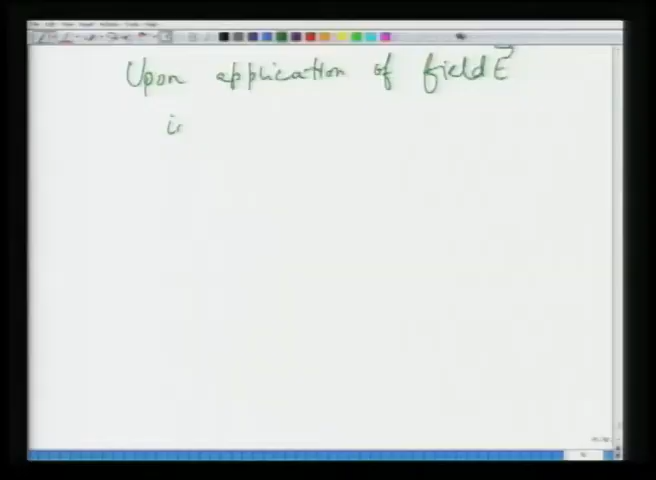 Upon application of field E⃗
i